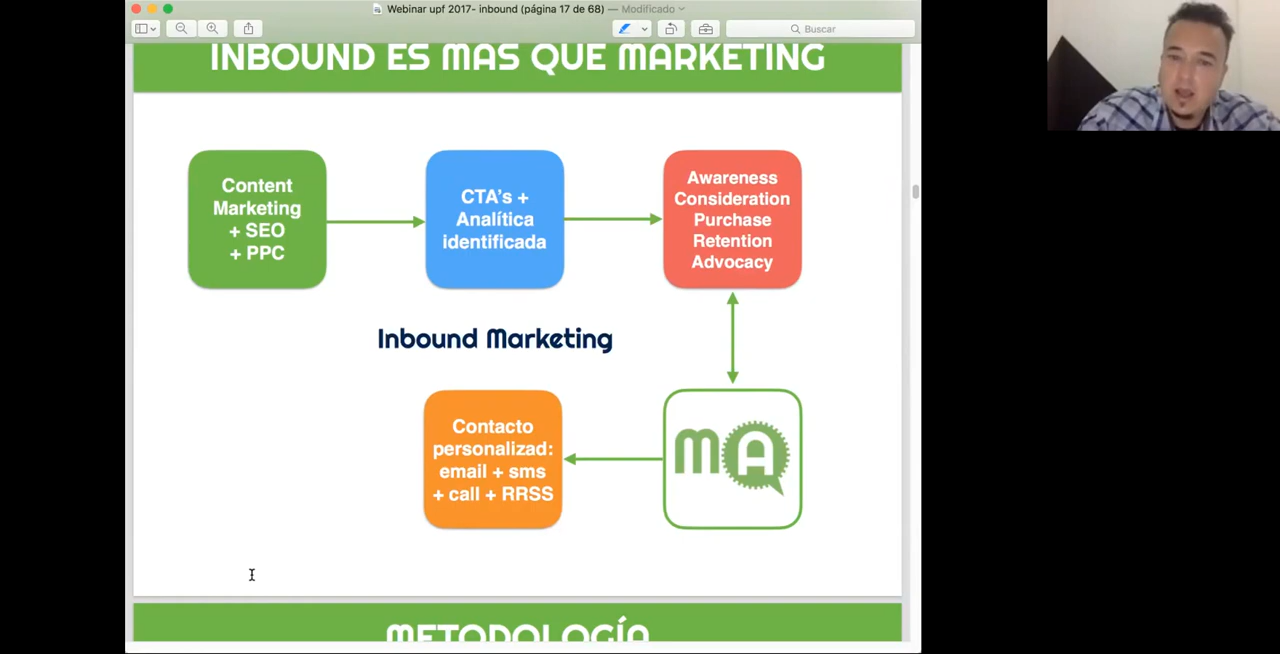 Webinar upf 2017- inbound (página 17 de 68) — Modificado
Buscar
INBOUND ES MAS QUE MARKETING
Content
Marketing
+ SEO
+ PPC
CTA's +
Analítica
identificada
Awareness
Consideration
Purchase
Retention
Advocacy
Inbound Marketing
Contacto
personalizad:
email + sms
+ call + RRSS
mA
METODOLOGÍA